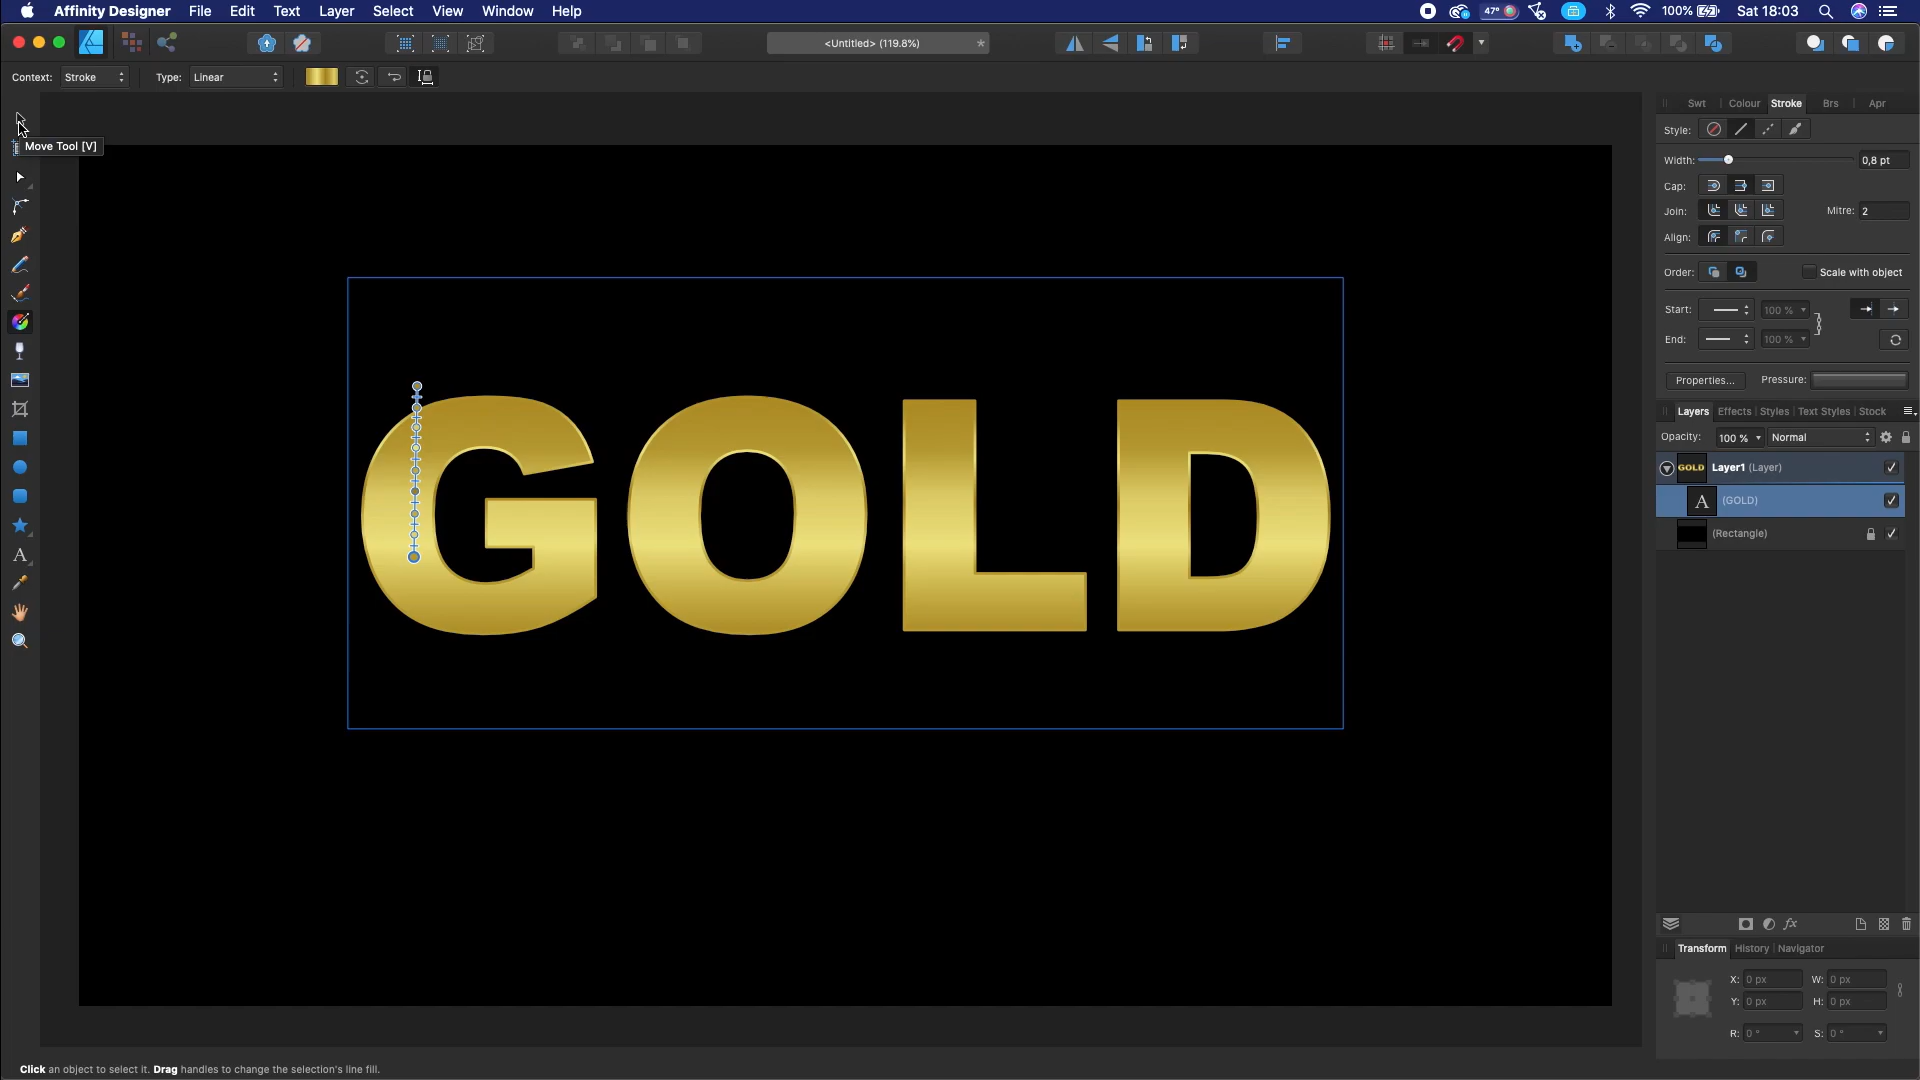 Affinity Designer File Edit Text Layer Select View Window Help
47° 100% Sat 18:03
<Untitled> (119.8%) *
Context: Stroke Type: Linear
Move Tool [V]
GOLD
Swt Colour Stroke Brs Apr
Style:
Width: 0,8 pt
Cap:
Join: Mitre: 2
Align:
Order: Scale with object
Start: 100 %
End: 100 %
Properties... Pressure:
Layers Effects Styles Text Styles Stock
Opacity: 100 % Normal
GOLD Layer1 (Layer)
A (GOLD)
(Rectangle)
fx
Transform History Navigator
X: 0 px W: 0 px
Y: 0 px H: 0 px
R: 0 ° S: 0 °
Click an object to select it. Drag handles to change the selection's line fill.